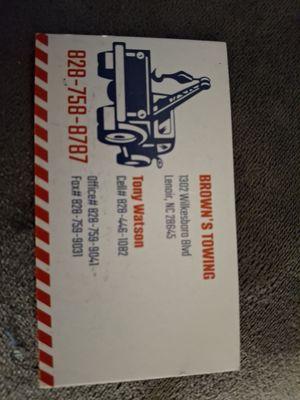 BROWN'S TOWING
1302 Wilkesboro Blvd
Lenoir, NC 28645
Tony Watson
Cell# 828-446-1082
Office# 828-759-9041
Fax# 828-759-9031
828-758-8787